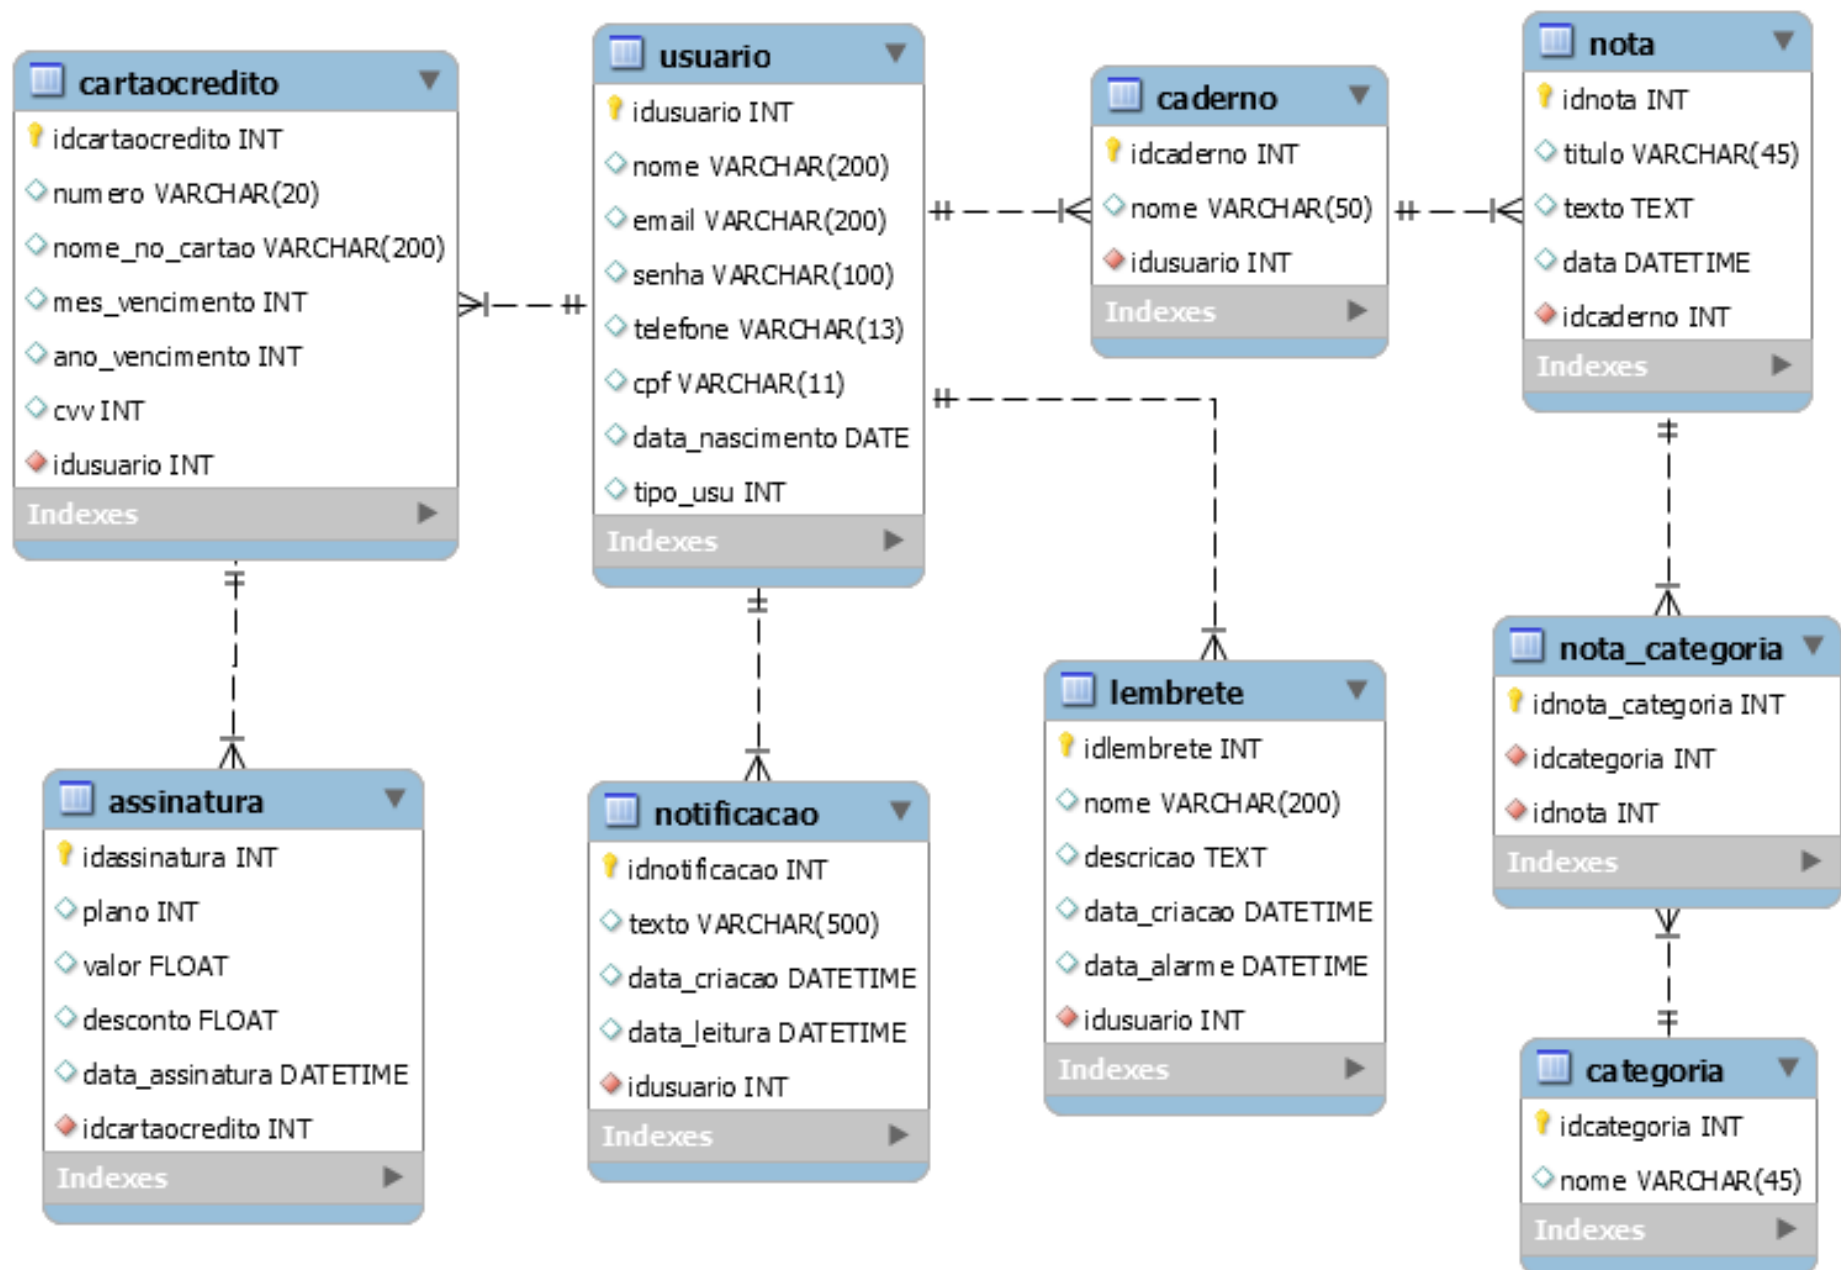 cartaocredito
idcartaocredito INT
numero VARCHAR(20)
nome_no_cartao VARCHAR(200)
mes_vencimento INT
ano_vencimento INT
cvv INT
idusuario INT
Indexes
usuario
idusuario INT
nome VARCHAR(200)
email VARCHAR(200)
senha VARCHAR(100)
telefone VARCHAR(13)
cpf VARCHAR(11)
data_nascimento DATE
tipo_usu INT
Indexes
caderno
idcaderno INT
nome VARCHAR(50)
idusuario INT
Indexes
nota
idnota INT
titulo VARCHAR(45)
texto TEXT
data DATETIME
idcaderno INT
Indexes
assinatura
idassinatura INT
plano INT
valor FLOAT
desconto FLOAT
data_assinatura DATETIME
idcartaocredito INT
Indexes
notificacao
idnotificacao INT
texto VARCHAR(500)
data_criacao DATETIME
data_leitura DATETIME
idusuario INT
Indexes
lembrete
idlembrete INT
nome VARCHAR(200)
descricao TEXT
data_criacao DATETIME
data_alarme DATETIME
idusuario INT
Indexes
nota_categoria
idnota_categoria INT
idcategoria INT
idnota INT
Indexes
categoria
idcategoria INT
nome VARCHAR(45)
Indexes